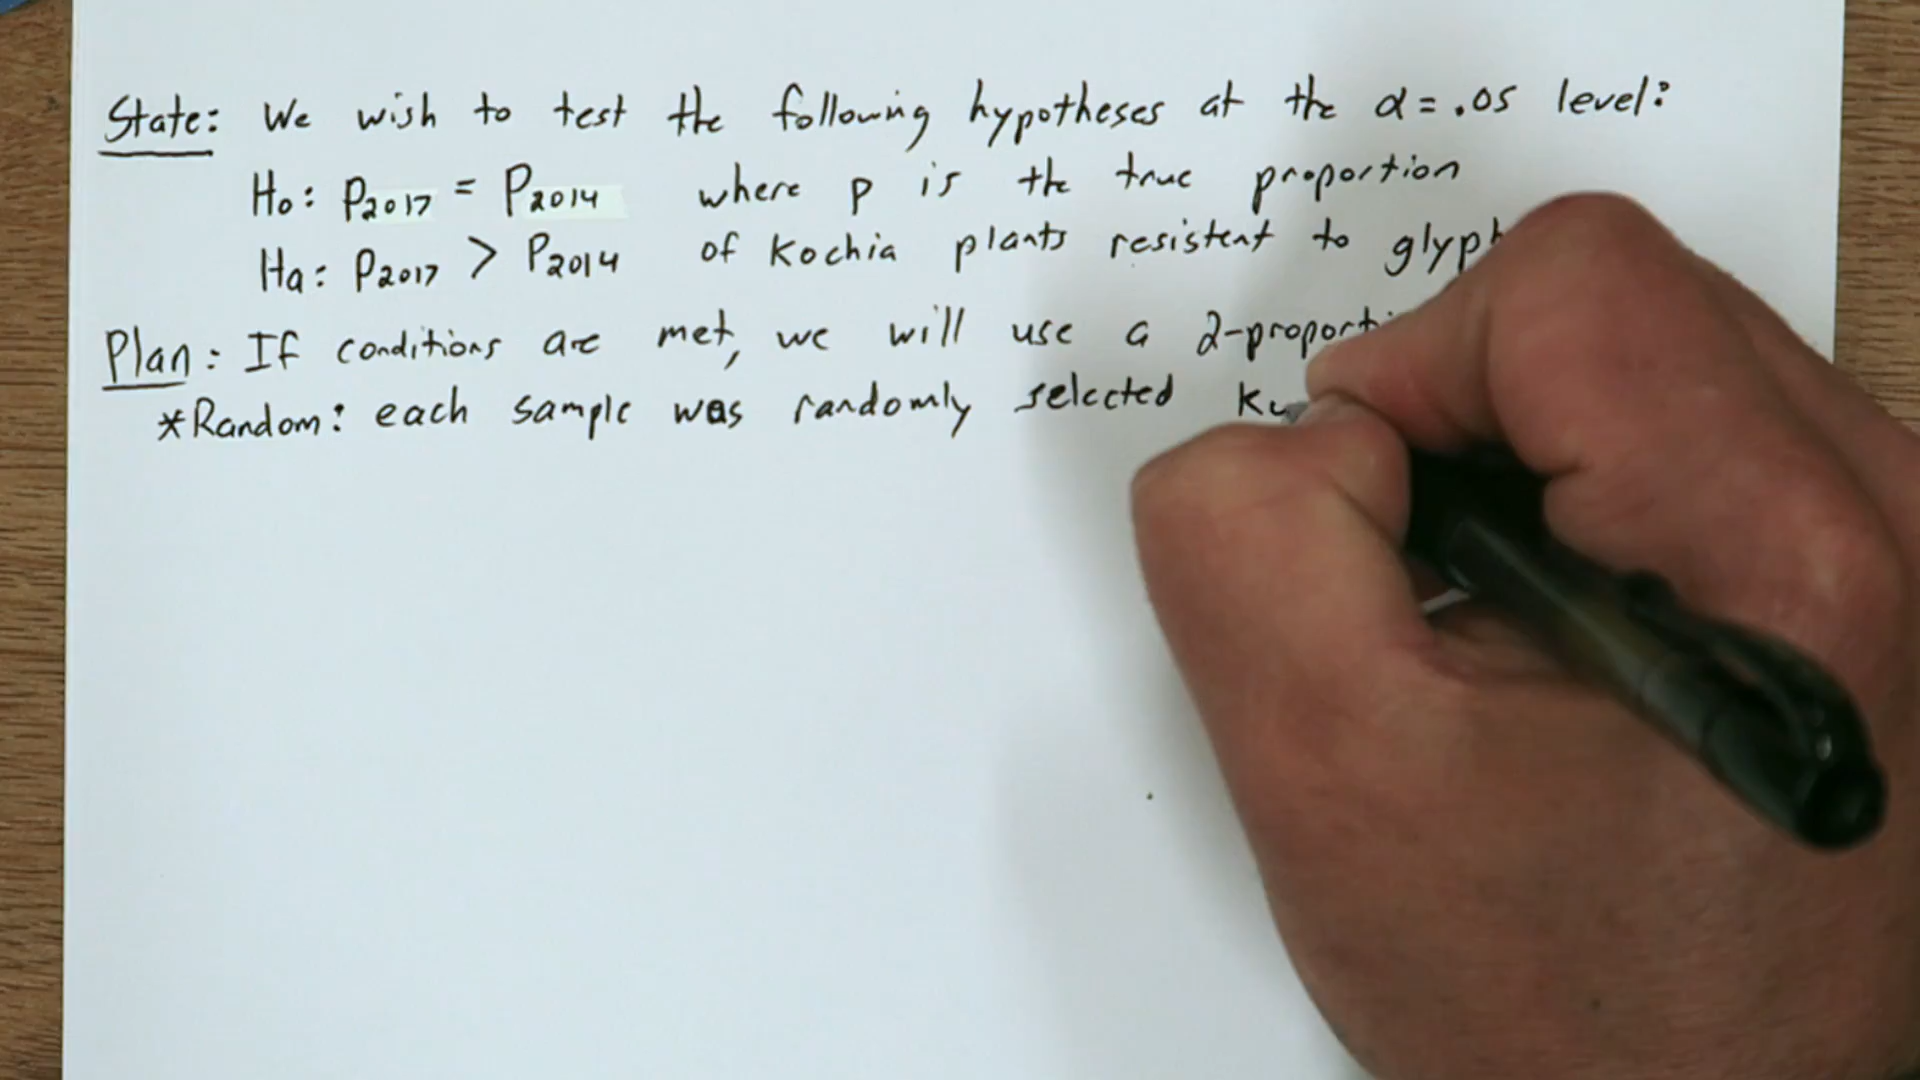 State: We wish to test the following hypotheses at the α = .05 level:
Ho: P2017 = P2014 where p is the true proportion
Ha: P2017 > P2014 of Kochia plants resistent to
Plan: If conditions are met, we will use a
*Random: each sample was randomly selected